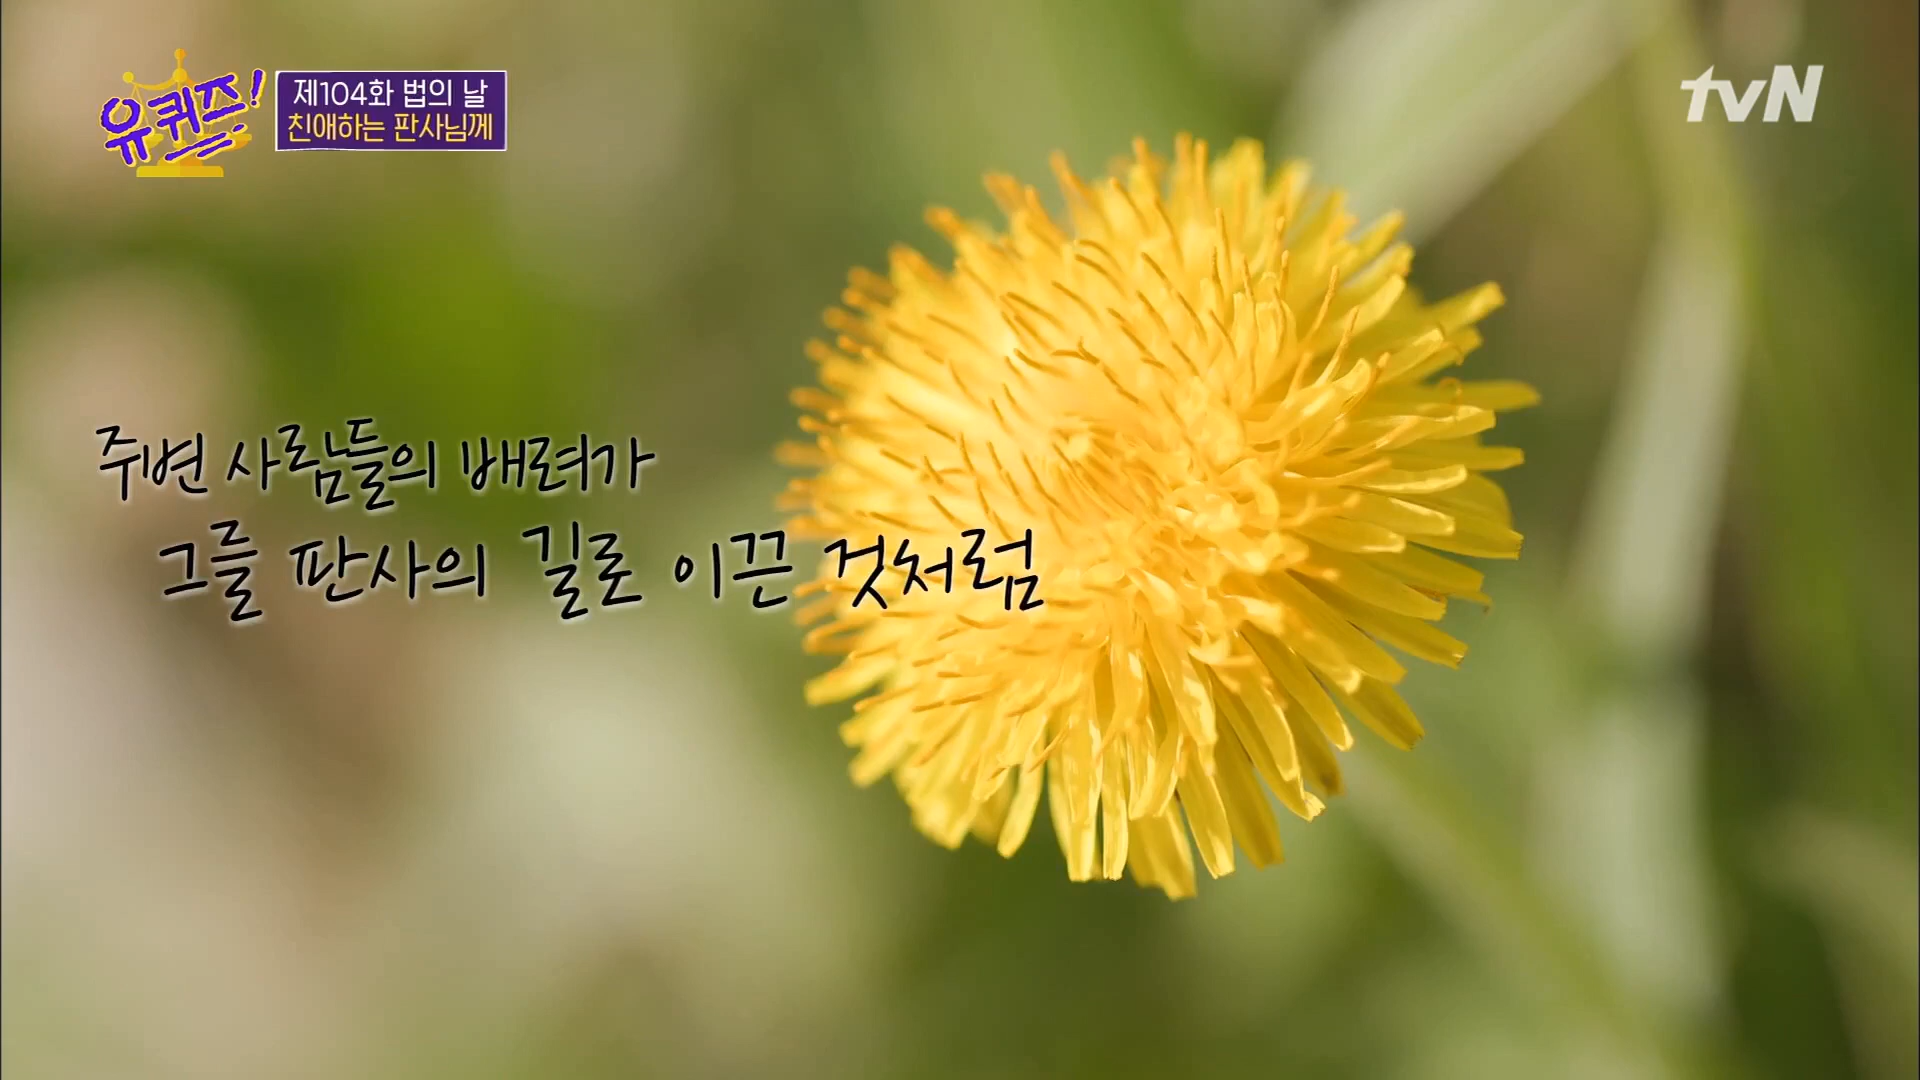 유퀴즈!
제104화 법의 날
친애하는 판사님께
tvN
주변 사람들의 배려가
그를 판사의 길로 이끈 것처럼